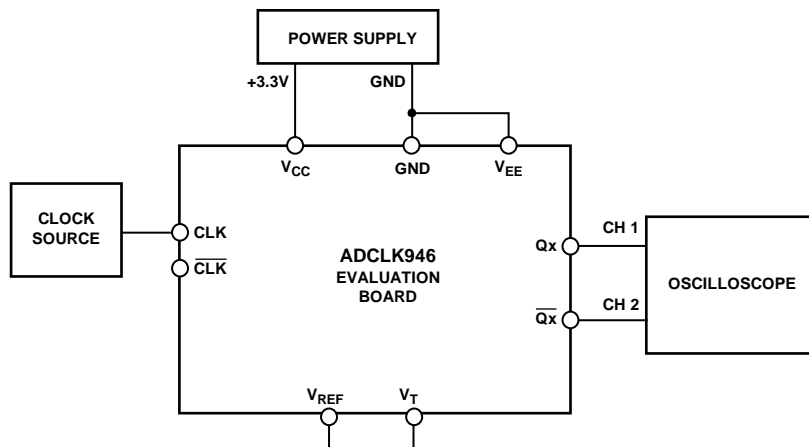 POWER SUPPLY
+3.3V
GND
VCC
GND
VEE
CLOCK
SOURCE
CLK
CLK
ADCLK946
EVALUATION
BOARD
Qx
CH 1
Qx
CH 2
OSCILLOSCOPE
VREF
VT